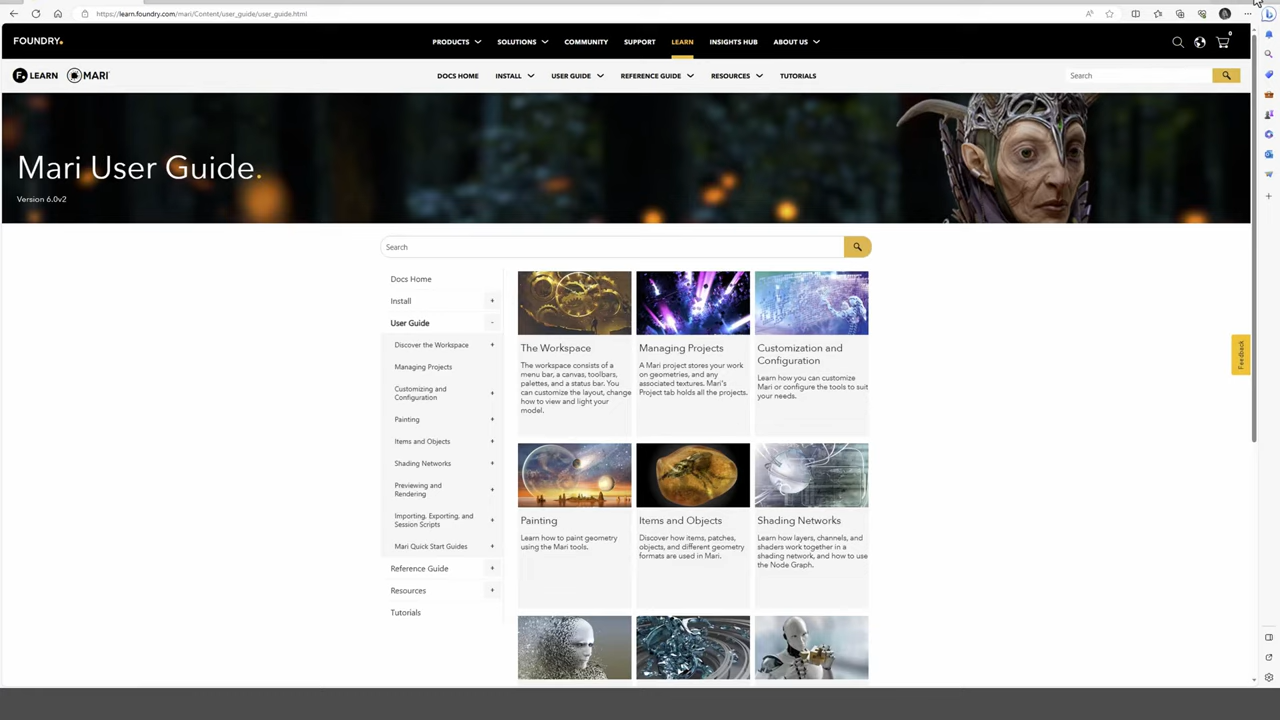 https://learn.foundry.com/mari/Content/user_guide/user_guide.html
FOUNDRY.
PRODUCTS
SOLUTIONS
COMMUNITY
SUPPORT
LEARN
INSIGHTS HUB
ABOUT US
0
LEARN
MARI
DOCS HOME
INSTALL
USER GUIDE
REFERENCE GUIDE
RESOURCES
TUTORIALS
Search
Mari User Guide.
Version 6.0v2
Search
Docs Home
Install
User Guide
Discover the Workspace
Managing Projects
Customizing and
Configuration
Painting
Items and Objects
Shading Networks
Previewing and
Rendering
Importing, Exporting, and
Session Scripts
Mari Quick Start Guides
Reference Guide
Resources
Tutorials
The Workspace
The workspace consists of a
menu bar, a canvas, toolbars,
palettes, and a status bar. You
can customize the layout, change
how to view and light your
model.
Managing Projects
A Mari project stores your work
on geometries, and any
associated textures. Mari's
Project tab holds all the projects.
Customization and
Configuration
Learn how you can customize
Mari or configure the tools to suit
your needs.
Painting
Learn how to paint geometry
using the Mari tools.
Items and Objects
Discover how items, patches,
objects, and different geometry
formats are used in Mari.
Shading Networks
Learn how layers, channels, and
shaders work together in a
shading network, and how to use
the Node Graph.
Feedback